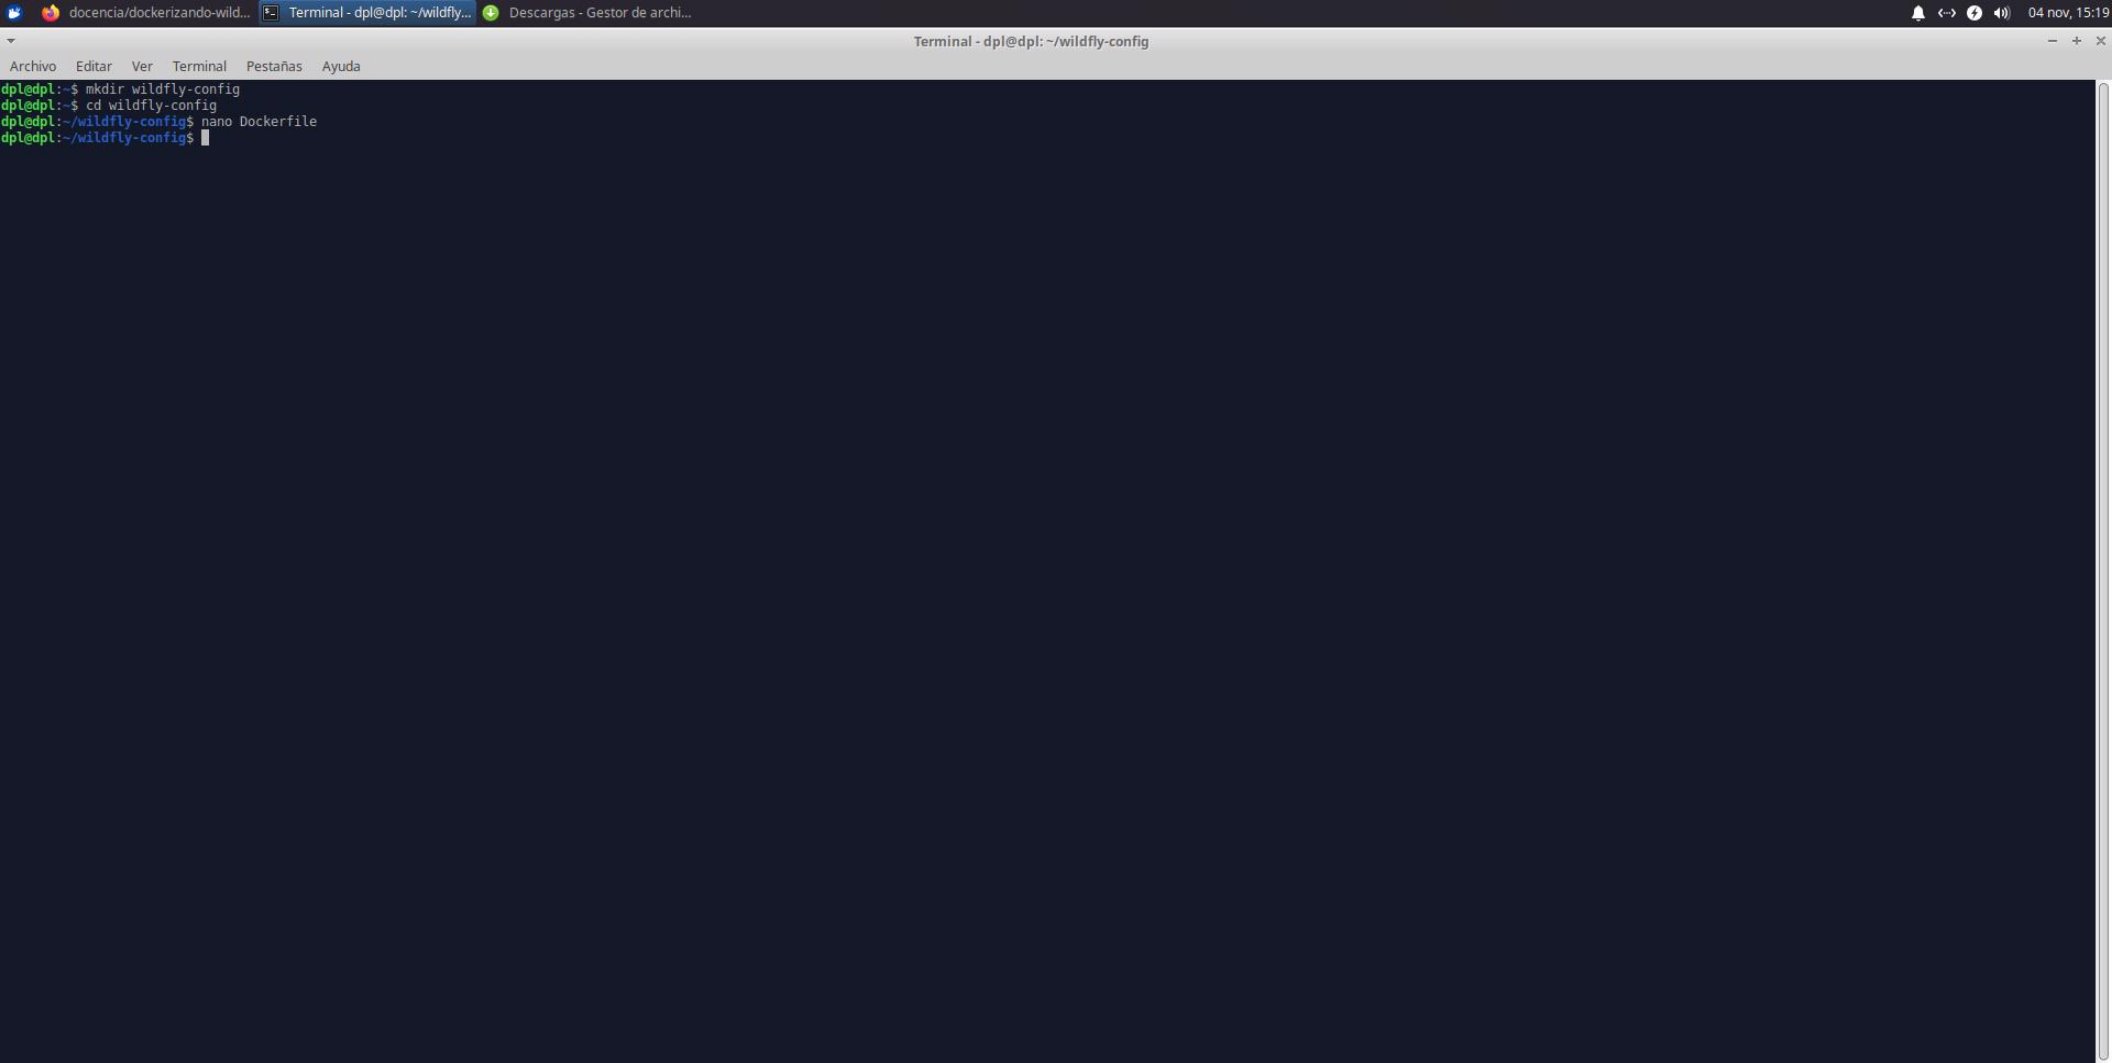 docencia/dockerizando-wild... Terminal - dpl@dpl: ~/wildfly... Descargas - Gestor de archi... 04 nov, 15:19
Terminal - dpl@dpl: ~/wildfly-config
Archivo Editar Ver Terminal Pestañas Ayuda
dpl@dpl:~$ mkdir wildfly-config
dpl@dpl:~$ cd wildfly-config
dpl@dpl:~/wildfly-config$ nano Dockerfile
dpl@dpl:~/wildfly-config$